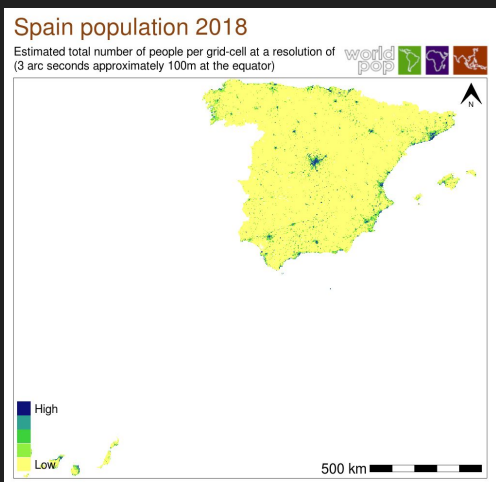 Spain population 2018
Estimated total number of people per grid-cell at a resolution of
(3 arc seconds approximately 100m at the equator)
world
pop
N
High
Low
500 km